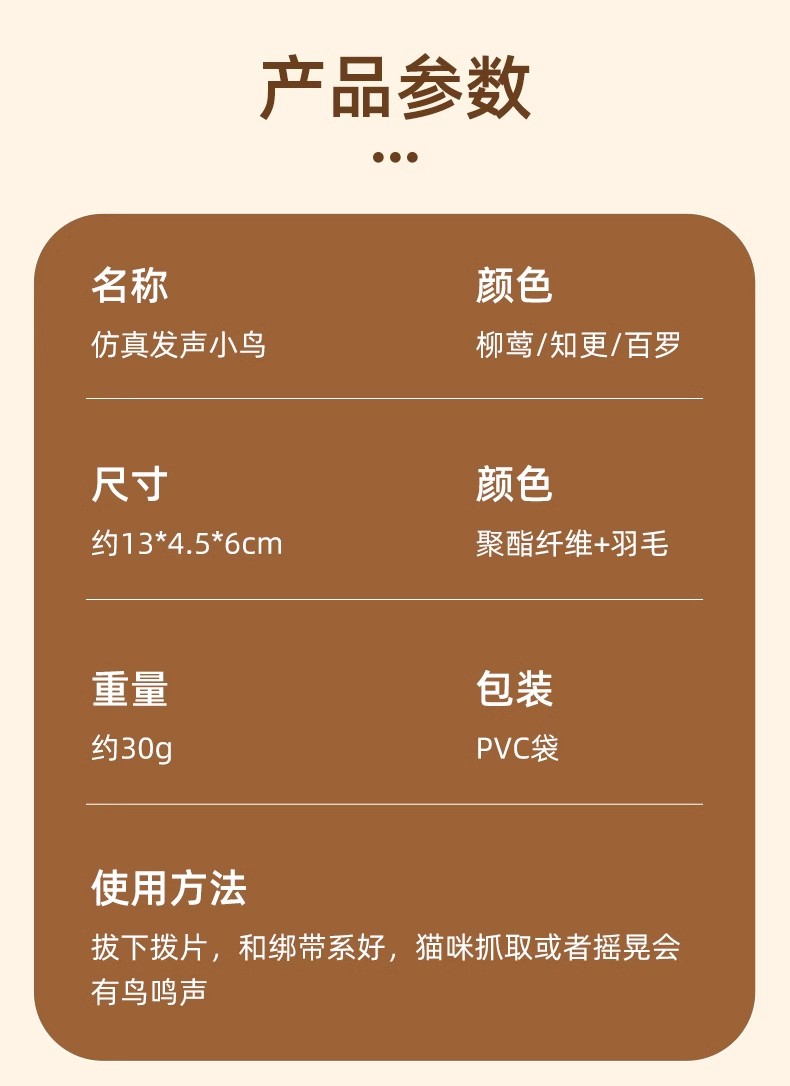 产品参数
名称
颜色
仿真发声小鸟
柳莺/知更/百罗
尺寸
颜色
约13*4.5*6cm
聚酯纤维+羽毛
重量
包装
约30g
PVC袋
使用方法
拔下拨片，和绑带系好，猫咪抓取或者摇晃会
有鸟鸣声